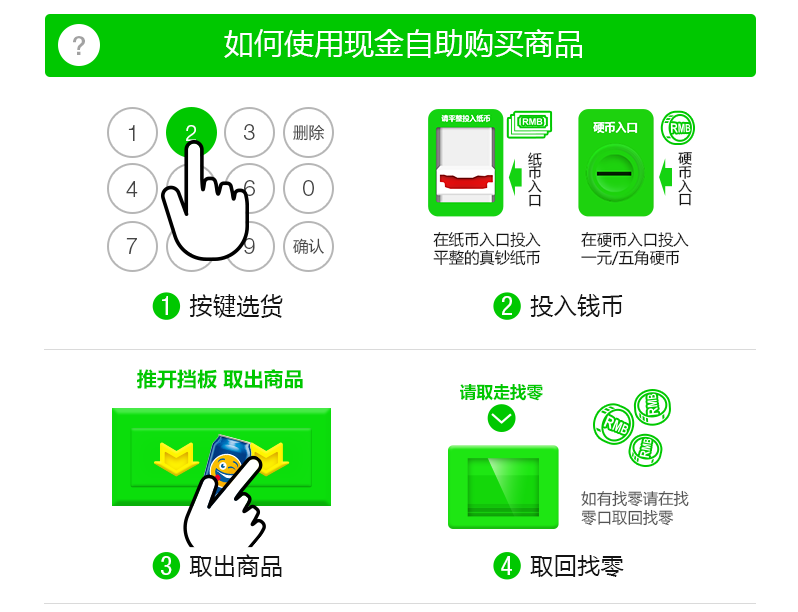 ?
如何使用现金自助购买商品
1
2
3
删除
4
6
0
7
9
确认
1 按键选货
请平整投入纸币
RMB
纸币入口
硬币入口
RMB
硬币入口
在纸币入口投入
平整的真钞纸币
在硬币入口投入
一元/五角硬币
2 投入钱币
推开挡板 取出商品
3 取出商品
请取走找零
RMB
RMB
RMB
如有找零请在找
零口取回找零
4 取回找零